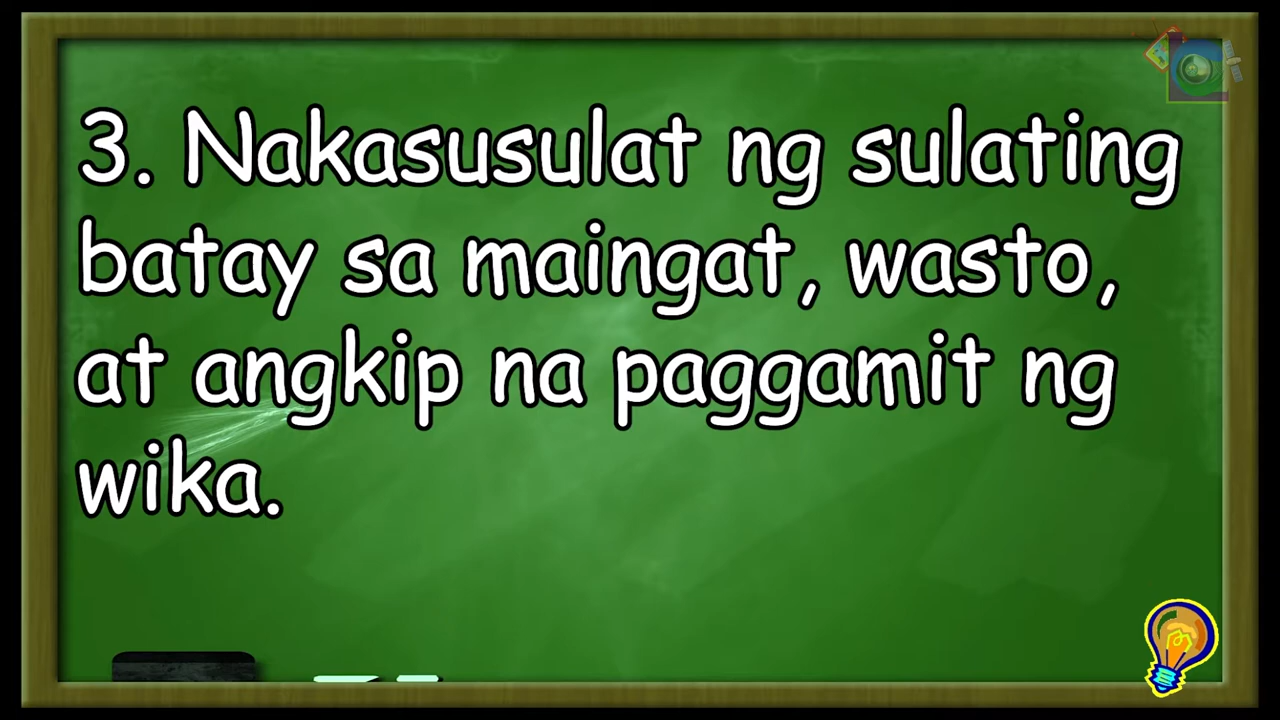 3. Nakasusulat ng sulating
batay sa maingat, wasto,
at angkip na paggamit ng
wika.